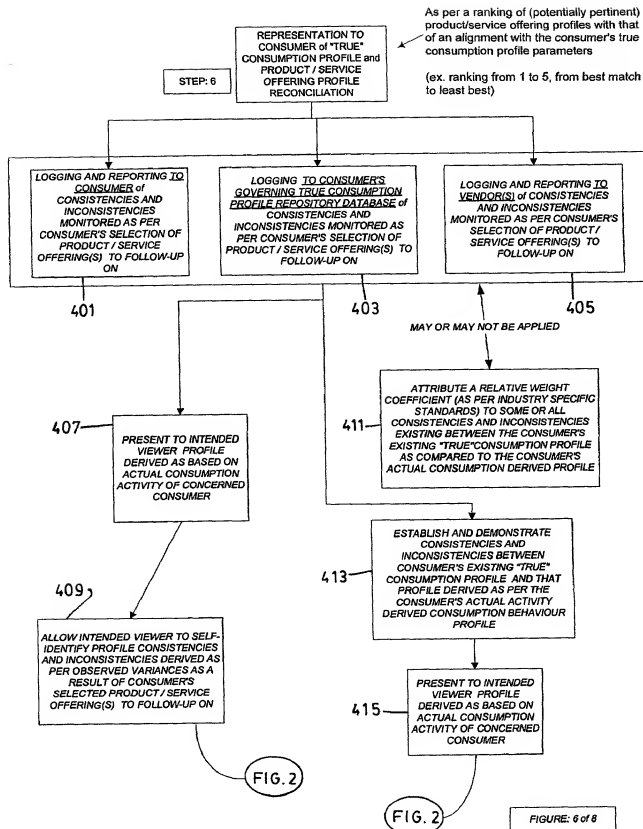 As per a ranking of (potentially pertinent)
product/service offering profiles with that
of an alignment with the consumer's true
consumption profile parameters
(ex. ranking from 1 to 5, from best match
to least best)
STEP: 6
REPRESENTATION TO
CONSUMER of "TRUE"
CONSUMPTION PROFILE and
PRODUCT / SERVICE
OFFERING PROFILE
RECONCILIATION
LOGGING AND REPORTING TO
CONSUMER of
CONSISTENCIES AND
INCONSISTENCIES
MONITORED AS PER
CONSUMER'S SELECTION OF
PRODUCT / SERVICE
OFFERING(S) TO FOLLOW-UP
ON
401
LOGGING TO CONSUMER'S
GOVERNING TRUE CONSUMPTION
PROFILE REPOSITORY DATABASE of
CONSISTENCIES AND
INCONSISTENCIES MONITORED AS
PER CONSUMER'S SELECTION OF
PRODUCT / SERVICE OFFERING(S) TO
FOLLOW-UP ON
403
LOGGING AND REPORTING TO
VENDOR(S) of CONSISTENCIES
AND INCONSISTENCIES
MONITORED AS PER CONSUMER'S
SELECTION OF PRODUCT /
SERVICE OFFERING(S) TO
FOLLOW-UP ON
405
MAY OR MAY NOT BE APPLIED
407
PRESENT TO INTENDED
VIEWER PROFILE
DERIVED AS BASED ON
ACTUAL CONSUMPTION
ACTIVITY OF CONCERNED
CONSUMER
411
ATTRIBUTE A RELATIVE WEIGHT
COEFFICIENT (AS PER INDUSTRY SPECIFIC
STANDARDS) TO SOME OR ALL
CONSISTENCIES AND INCONSISTENCIES
EXISTING BETWEEN THE CONSUMER'S
EXISTING "TRUE"CONSUMPTION PROFILE
AS COMPARED TO THE CONSUMER'S
ACTUAL CONSUMPTION DERIVED PROFILE
413
ESTABLISH AND DEMONSTRATE
CONSISTENCIES AND
INCONSISTENCIES BETWEEN
CONSUMER'S EXISTING "TRUE"
CONSUMPTION PROFILE AND THAT
PROFILE DERIVED AS PER THE
CONSUMER'S ACTUAL ACTIVITY
DERIVED CONSUMPTION BEHAVIOUR
PROFILE
409
ALLOW INTENDED VIEWER TO SELF-
IDENTIFY PROFILE CONSISTENCIES
AND INCONSISTENCIES DERIVED AS
PER OBSERVED VARIANCES AS A
RESULT OF CONSUMER'S
SELECTED PRODUCT / SERVICE
OFFERING(S) TO FOLLOW-UP ON
415
PRESENT TO INTENDED
VIEWER PROFILE
DERIVED AS BASED ON
ACTUAL CONSUMPTION
ACTIVITY OF CONCERNED
CONSUMER
FIG. 2
FIG. 2
FIGURE: 6 of 8